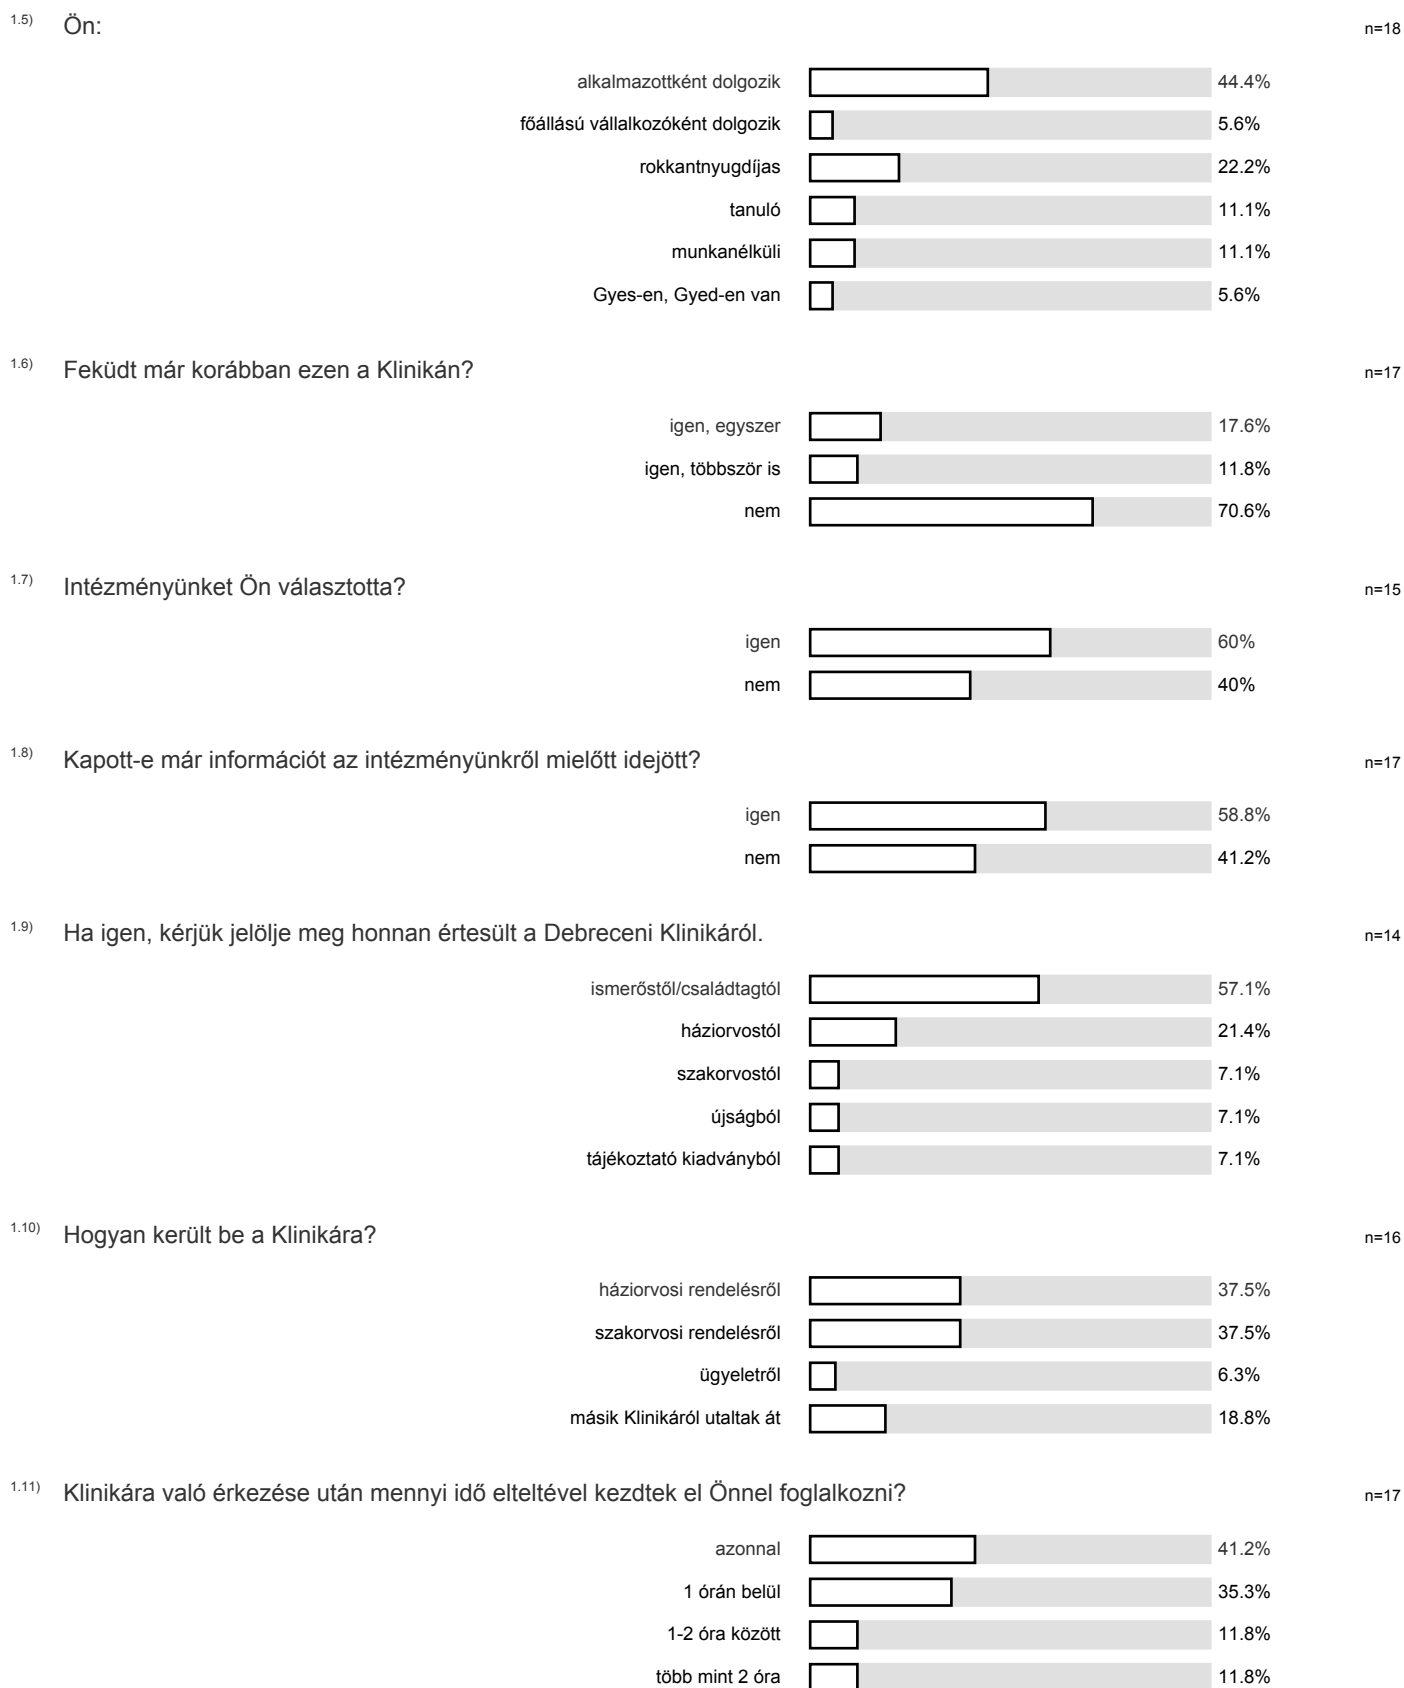 1.5) Ön: n=18
alkalmazottként dolgozik 44.4%
főállású vállalkozóként dolgozik 5.6%
rokkantnyugdíjas 22.2%
tanuló 11.1%
munkanélküli 11.1%
Gyes-en, Gyed-en van 5.6%
1.6) Feküdt már korábban ezen a Klinikán? n=17
igen, egyszer 17.6%
igen, többször is 11.8%
nem 70.6%
1.7) Intézményünket Ön választotta? n=15
igen 60%
nem 40%
1.8) Kapott-e már információt az intézményünkről mielőtt idejött? n=17
igen 58.8%
nem 41.2%
1.9) Ha igen, kérjük jelölje meg honnan értesült a Debreceni Klinikáról. n=14
ismerőstől/családtagtól 57.1%
háziorvostól 21.4%
szakorvostól 7.1%
újságból 7.1%
tájékoztató kiadványból 7.1%
1.10) Hogyan került be a Klinikára? n=16
háziorvosi rendelésről 37.5%
szakorvosi rendelésről 37.5%
ügyeletről 6.3%
másik Klinikáról utaltak át 18.8%
1.11) Klinikára való érkezése után mennyi idő elteltével kezdtek el Önnel foglalkozni? n=17
azonnal 41.2%
1 órán belül 35.3%
1-2 óra között 11.8%
több mint 2 óra 11.8%